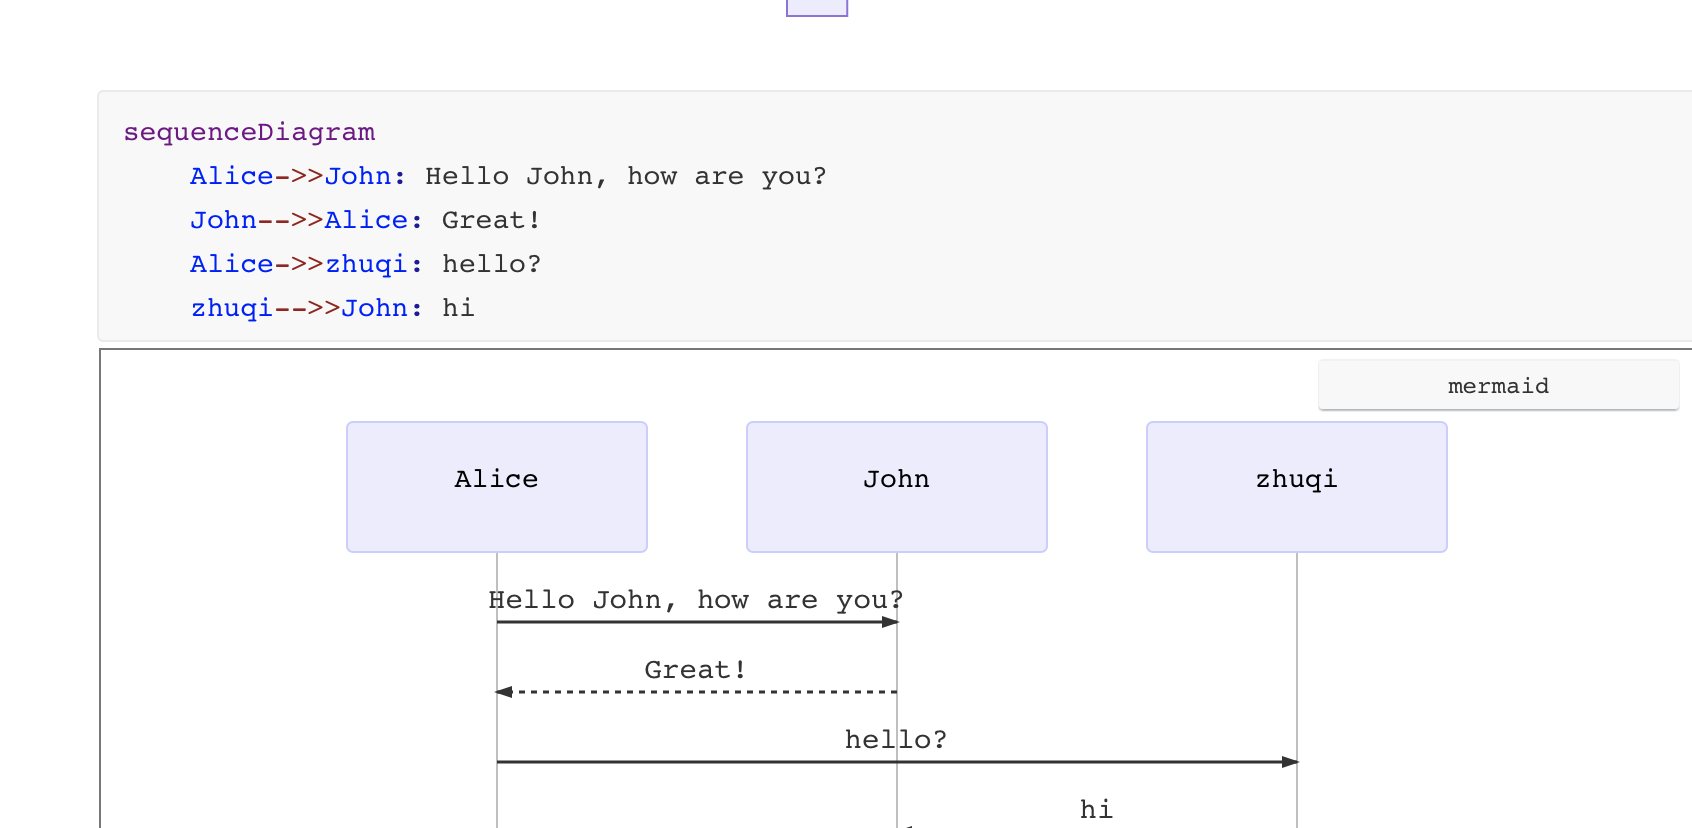 sequenceDiagram
Alice->>John: Hello John, how are you?
John-->>Alice: Great!
Alice->>zhuqi: hello?
zhuqi-->>John: hi
mermaid
Alice John zhuqi
Hello John, how are you?
Great!
hello?
hi